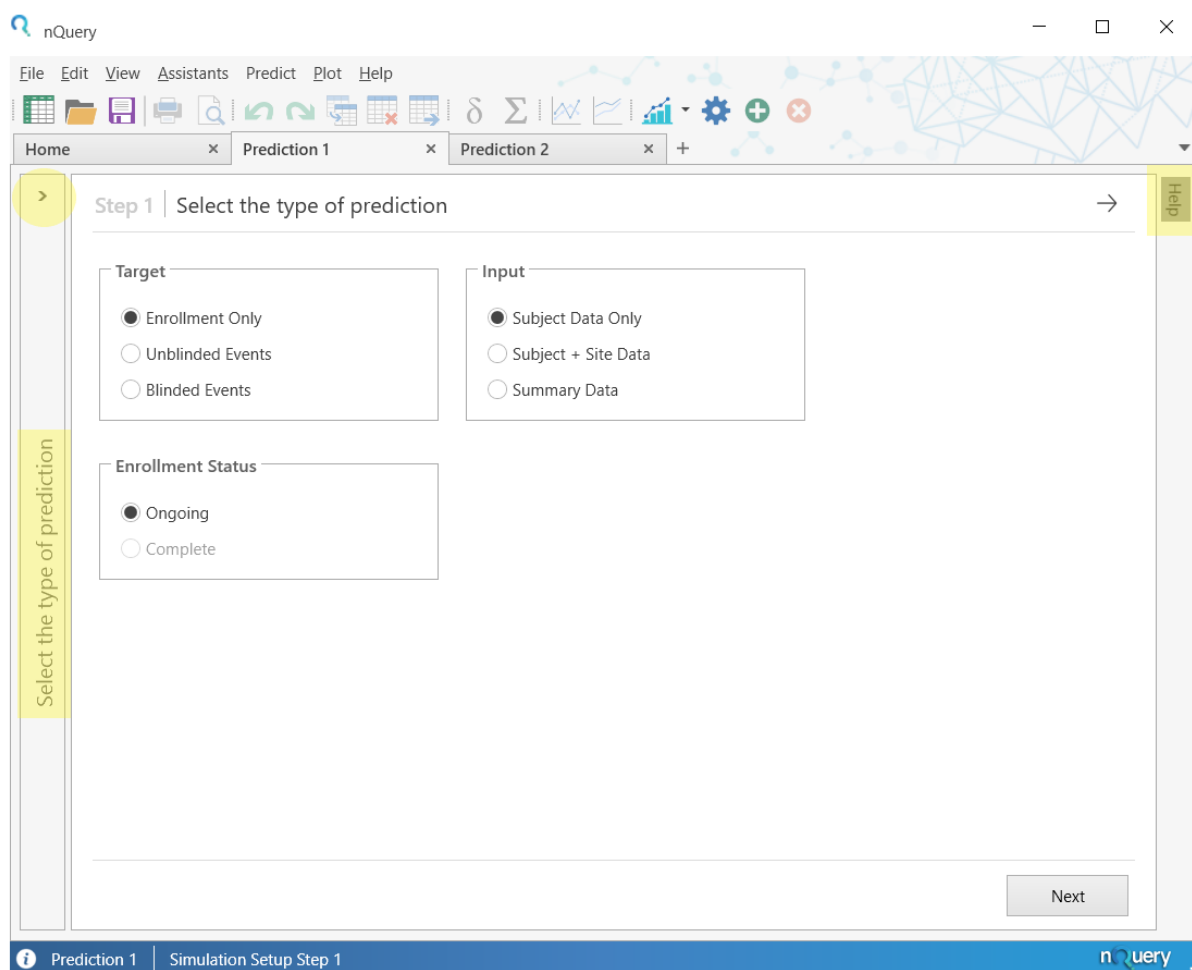 nQuery
File Edit View Assistants Predict Plot Help
Home Prediction 1 Prediction 2
Step 1 Select the type of prediction
Help
Target
Enrollment Only
Unblinded Events
Blinded Events
Input
Subject Data Only
Subject + Site Data
Summary Data
Enrollment Status
Ongoing
Complete
Select the type of prediction
Next
Prediction 1 Simulation Setup Step 1
nQuery